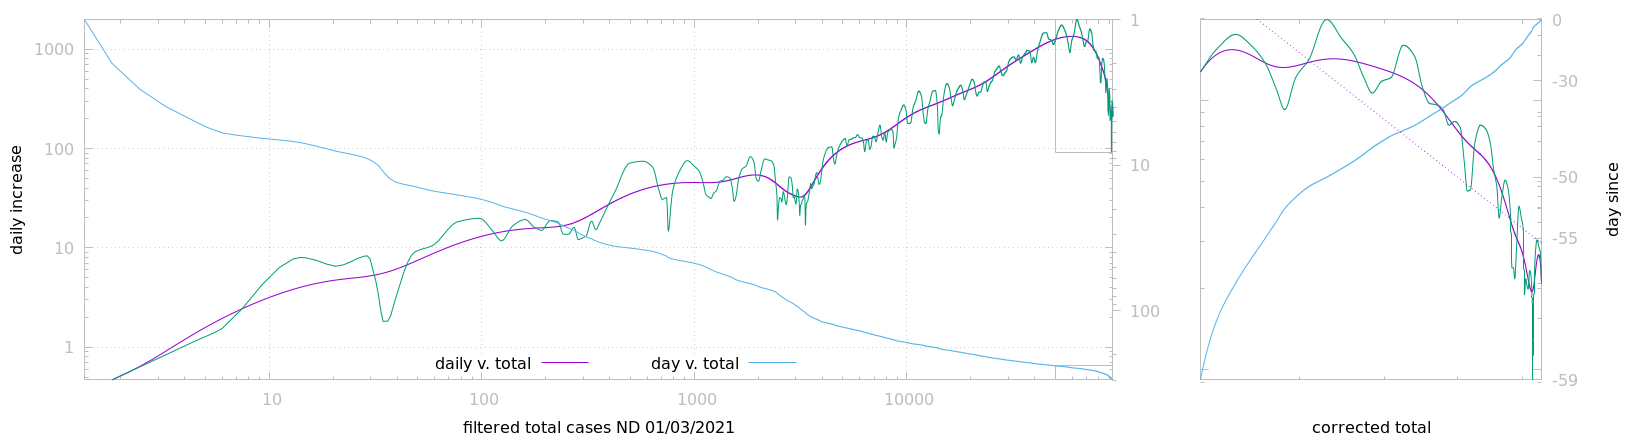 daily increase
1000
100
10
1
10
100
1000
10000
1
10
100
daily v. total
day v. total
filtered total cases ND 01/03/2021
-0
-30
-50
-55
-59
day since
corrected total